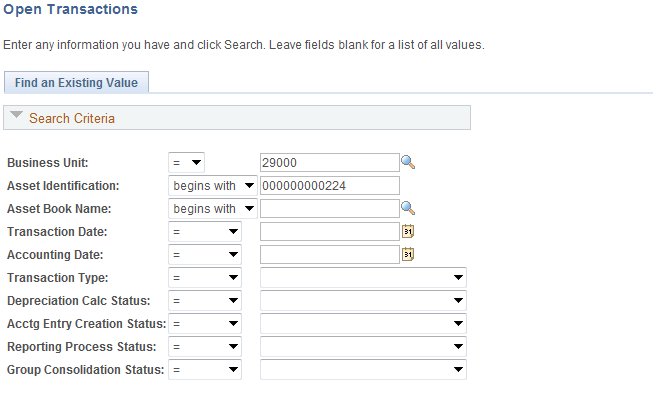 Open Transactions
Enter any information you have and click Search. Leave fields blank for a list of all values.
Find an Existing Value
Search Criteria
Business Unit: = 29000
Asset Identification: begins with 000000000224
Asset Book Name: begins with
Transaction Date: = 31
Accounting Date: = 31
Transaction Type: =
Depreciation Calc Status: =
Acctg Entry Creation Status: =
Reporting Process Status: =
Group Consolidation Status: =